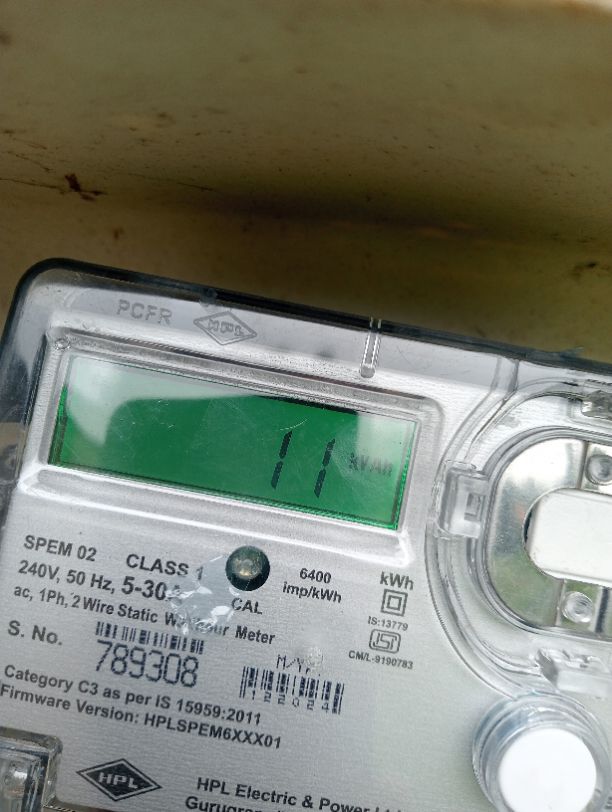 PCFR HPL
11 kVAh
SPEM 02 CLASS 1
240V, 50 Hz, 5-30A
6400
imp/kWh
kWh
CAL
ac, 1Ph, 2 Wire Static Meter
IS:13779
ISI
CM/L-9190783
S. No.
789308
M/Y:
122024
Category C3 as per IS 15959:2011
Firmware Version: HPLSPEM6XXX01
HPL
HPL Electric & Power